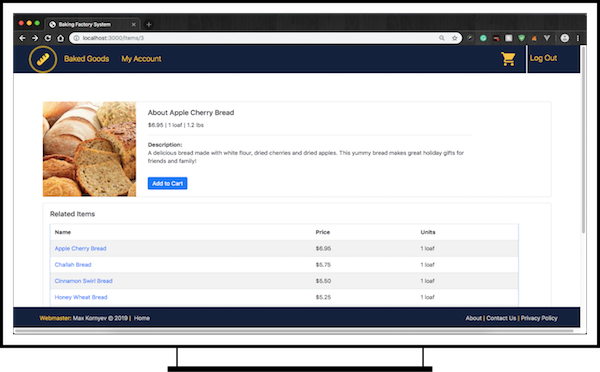 Baking Factory System
localhost:3000/items/3
Baked Goods My Account Log Out
About Apple Cherry Bread
$6.95 | 1 loaf | 1.2 lbs
Description:
A delicious bread made with white flour, dried cherries and dried apples. This yummy bread makes great holiday gifts for
friends and family!
Add to Cart
Related Items
Name Price Units
Apple Cherry Bread $6.95 1 loaf
Challah Bread $5.75 1 loaf
Cinnamon Swirl Bread $5.50 1 loaf
Honey Wheat Bread $5.25 1 loaf
Webmaster: Max Kornyev © 2019 | Home About | Contact Us | Privacy Policy